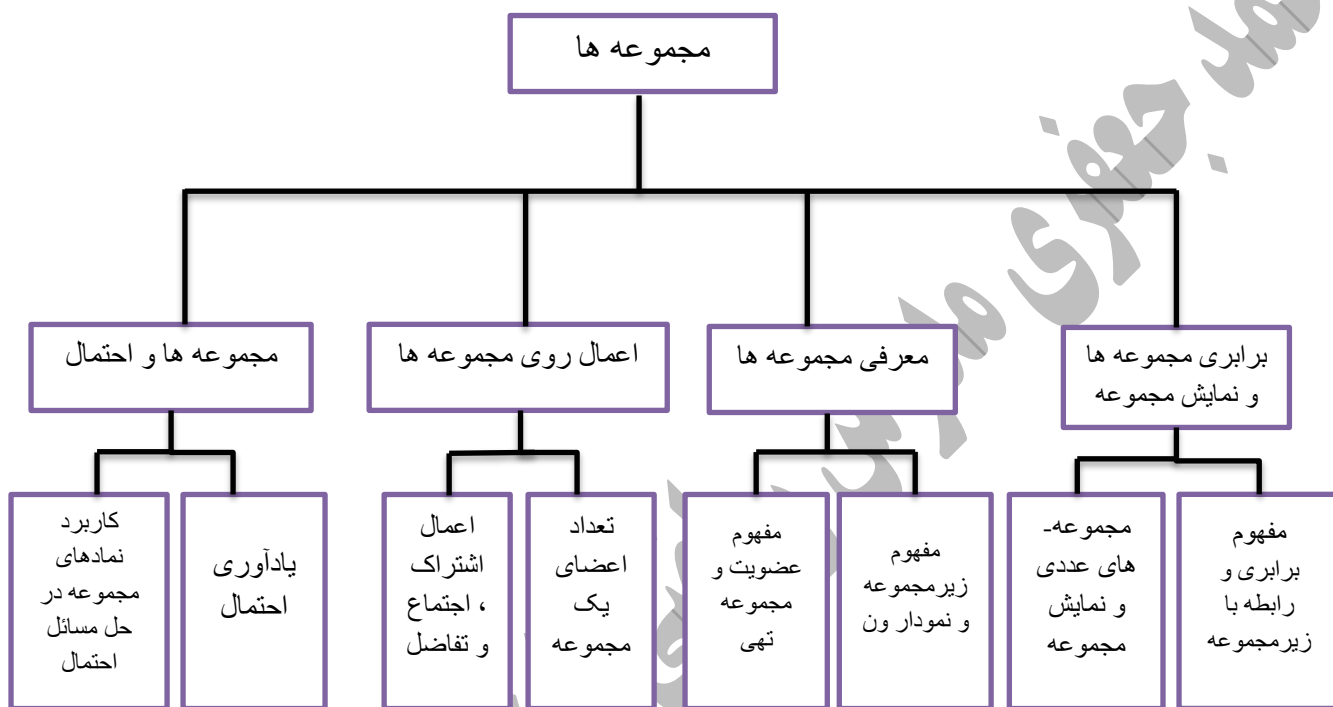 مجموعه ها
برابری مجموعه ها
و نمایش مجموعه
معرفی مجموعه ها
اعمال روی مجموعه ها
مجموعه ها و احتمال
مفهوم
برابری و
رابطه با
زیرمجموعه
مجموعه-
های عددی
و نمایش
مجموعه
مفهوم
زیرمجموعه
و نمودار ون
مفهوم
عضویت و
مجموعه
تهی
تعداد
اعضای
یک
مجموعه
اعمال
اشتراک
، اجتماع
و تفاضل
یادآوری
احتمال
کاربرد
نمادهای
مجموعه در
حل مسائل
احتمال
جعفری